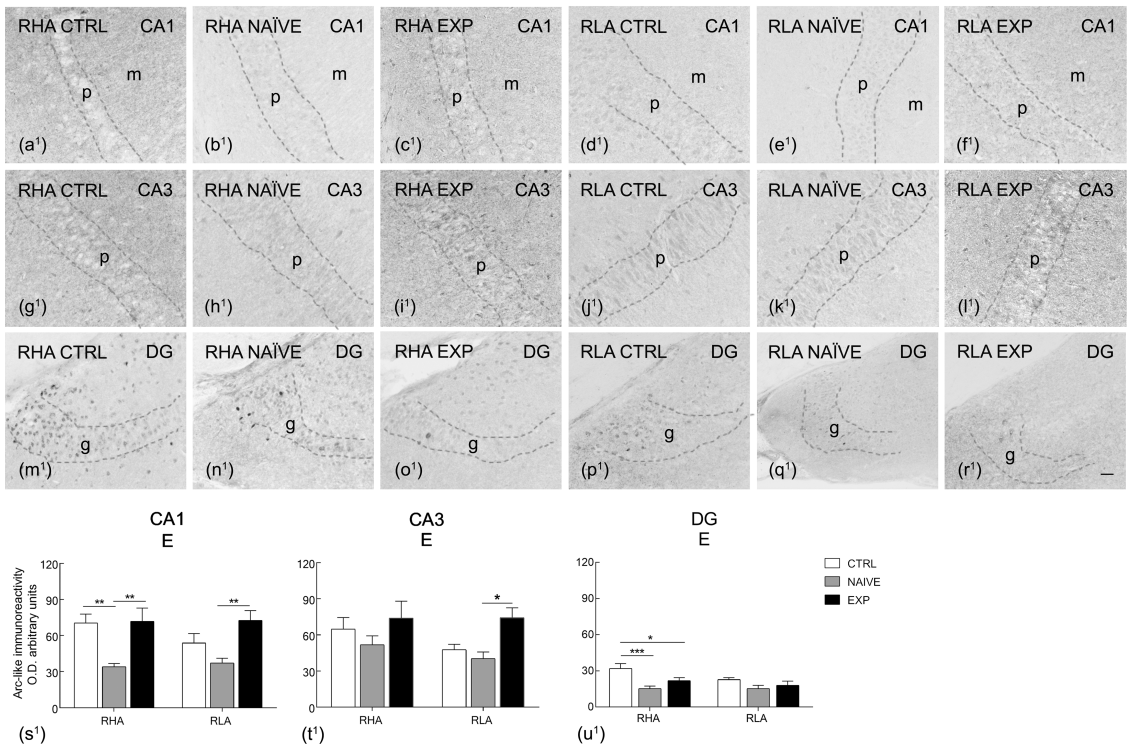 RHA CTRL CA1 RHA NAÏVE CA1 RHA EXP CA1 RLA CTRL CA1 RLA NAÏVE CA1 RLA EXP CA1
m m m m m m
p p p p p p
(a¹) (b¹) (c¹) (d¹) (e¹) (f¹)
RHA CTRL CA3 RHA NAÏVE CA3 RHA EXP CA3 RLA CTRL CA3 RLA NAÏVE CA3 RLA EXP CA3
p p p p p p
(g¹) (h¹) (i¹) (j¹) (k¹) (l¹)
RHA CTRL DG RHA NAÏVE DG RHA EXP DG RLA CTRL DG RLA NAÏVE DG RLA EXP DG
g g g g g g
(m¹) (n¹) (o¹) (p¹) (q¹) (r¹)
CA1
E
Arc-like immunoreactivity
O.D. arbitrary units
120
90
60
30
0
** ** **
RHA RLA
(s¹)
CA3
E
120
90
60
30
0
*
RHA RLA
(t¹)
DG
E
120
90
60
30
0
*
***
RHA RLA
(u¹)
CTRL
NAIVE
EXP